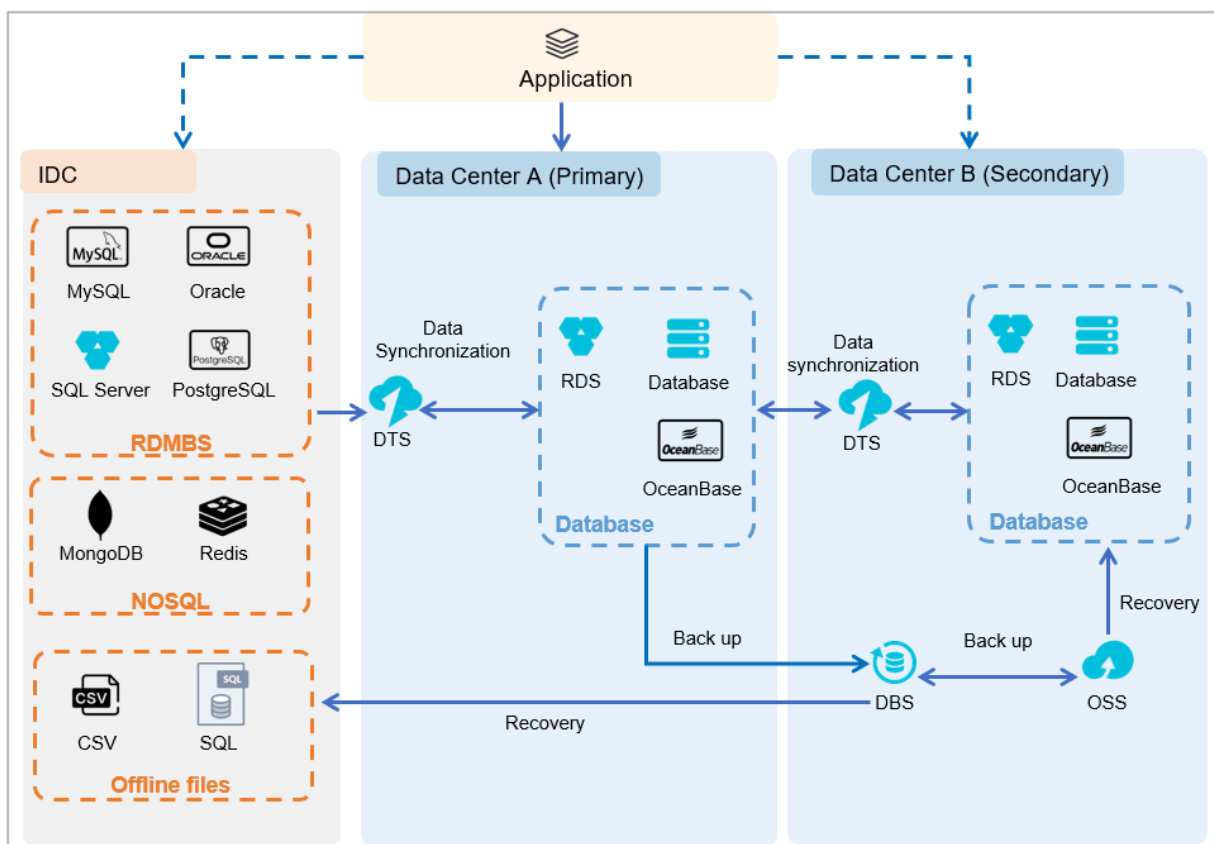 Application
IDC
MySQL
MySQL
ORACLE
Oracle
SQL Server
PostgreSQL
PostgreSQL
RDMBS
MongoDB
Redis
NOSQL
CSV
CSV
SQL
SQL
Offline files
Data Center A (Primary)
Data
Synchronization
DTS
RDS
Database
OceanBase
OceanBase
Database
Back up
Recovery
Data Center B (Secondary)
Data
synchronization
DTS
RDS
Database
OceanBase
OceanBase
Database
Recovery
Back up
DBS
OSS